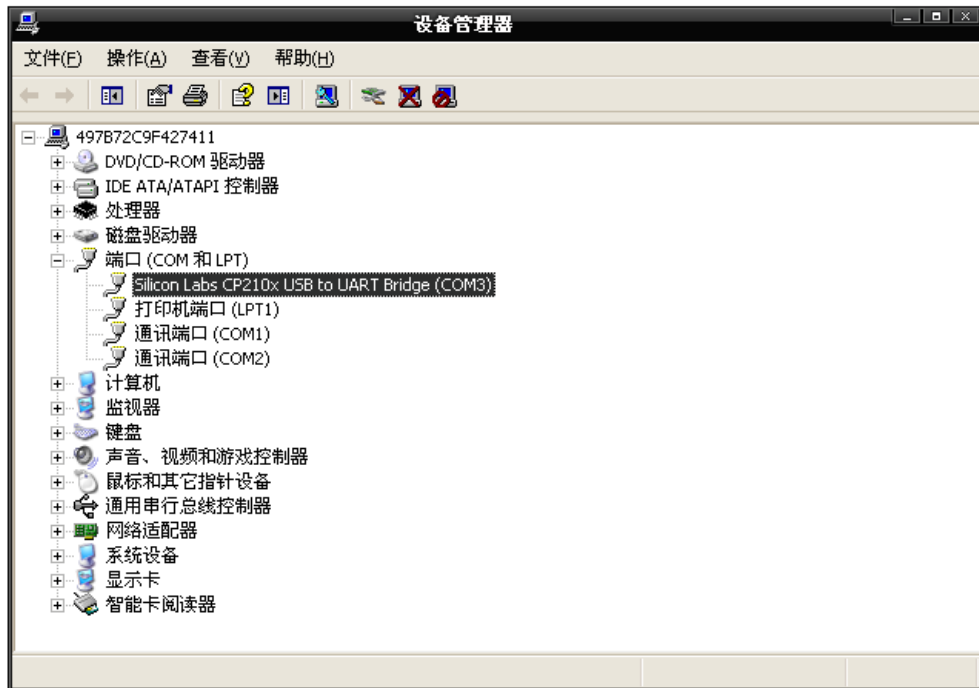 设备管理器
文件(F) 操作(A) 查看(V) 帮助(H)
497B72C9F427411
DVD/CD-ROM 驱动器
IDE ATA/ATAPI 控制器
处理器
磁盘驱动器
端口 (COM 和 LPT)
Silicon Labs CP210x USB to UART Bridge (COM3)
打印机端口 (LPT1)
通讯端口 (COM1)
通讯端口 (COM2)
计算机
监视器
键盘
声音、视频和游戏控制器
鼠标和其它指针设备
通用串行总线控制器
网络适配器
系统设备
显示卡
智能卡阅读器